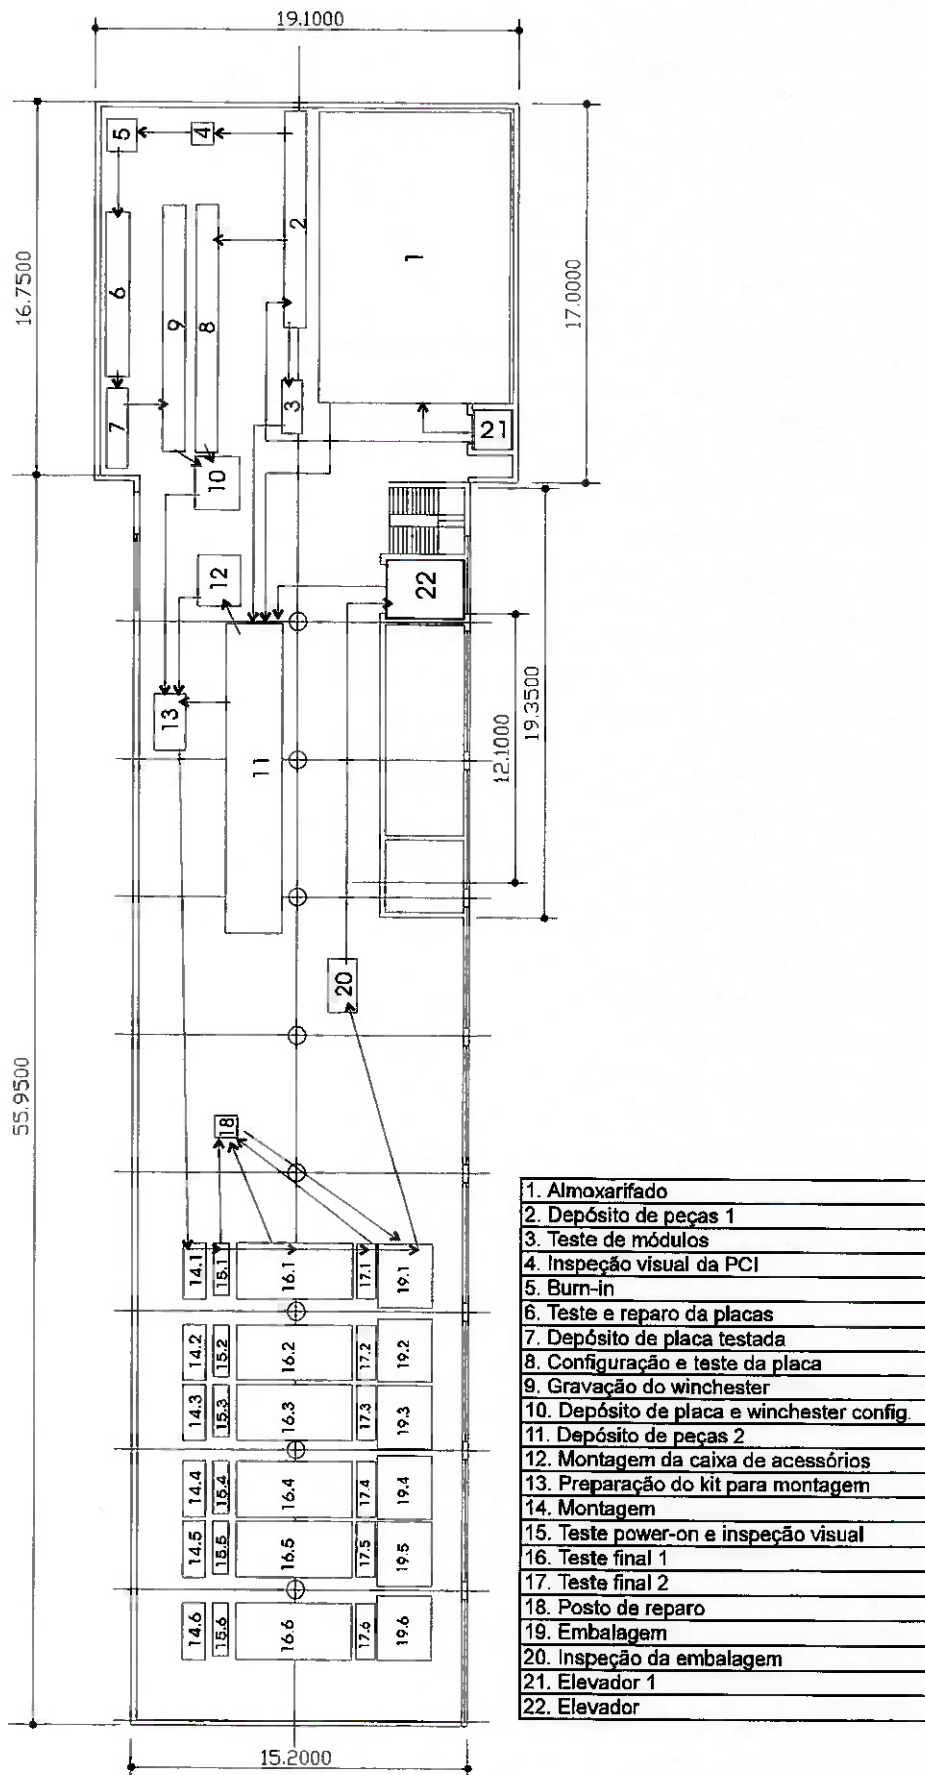 19.1000
5
4
2
1
16.7500
17.0000
6
9
8
3
7
21
10
12
22
13
19.3500
12.1000
11
20
55.9500
18
14.1
15.1
16.1
17.1
19.1
14.2
15.2
16.2
17.2
19.2
14.3
15.3
16.3
17.3
19.3
14.4
15.4
16.4
17.4
19.4
14.5
15.5
16.5
17.5
19.5
14.6
15.6
16.6
17.6
19.6
15.2000
1. Almoxarifado
2. Depósito de peças 1
3. Teste de módulos
4. Inspeção visual da PCI
5. Burn-in
6. Teste e reparo da placas
7. Depósito de placa testada
8. Configuração e teste da placa
9. Gravação do winchester
10. Depósito de placa e winchester config.
11. Depósito de peças 2
12. Montagem da caixa de acessórios
13. Preparação do kit para montagem
14. Montagem
15. Teste power-on e inspeção visual
16. Teste final 1
17. Teste final 2
18. Posto de reparo
19. Embalagem
20. Inspeção da embalagem
21. Elevador 1
22. Elevador